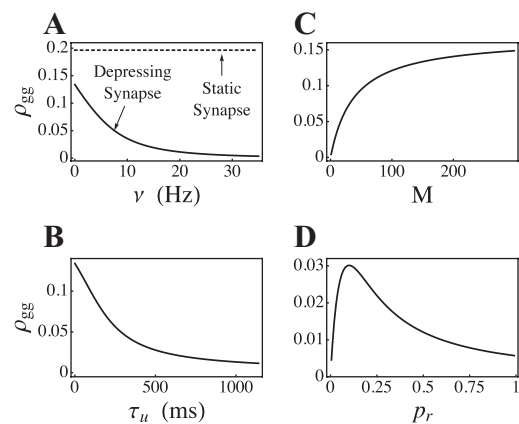 A
0.2
0.15
0.1
0.05
0
ρgg
Depressing
Synapse
Static
Synapse
0 10 20 30
ν (Hz)
C
0.15
0.1
0.05
0
100 200
M
B
0.1
0.05
0
ρgg
0 500 1000
τu (ms)
D
0.03
0.02
0.01
0
0 0.25 0.5 0.75 1
pr